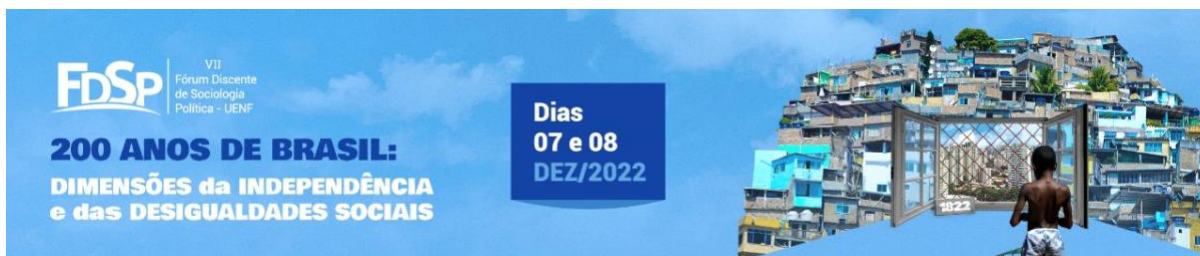 FDSP
VII
Fórum Discente
de Sociologia
Política - UENF
200 ANOS DE BRASIL:
DIMENSÕES da INDEPENDÊNCIA
e das DESIGUALDADES SOCIAIS
Dias
07 e 08
DEZ/2022
1822